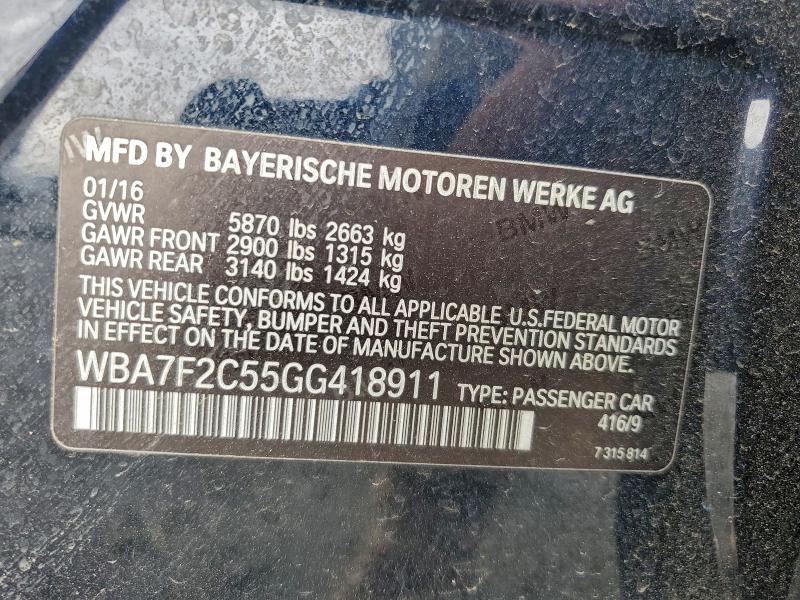 MFD BY BAYERISCHE MOTOREN WERKE AG
01/16
GVWR 5870 lbs 2663 kg
GAWR FRONT 2900 lbs 1315 kg
GAWR REAR 3140 lbs 1424 kg
THIS VEHICLE CONFORMS TO ALL APPLICABLE U.S.FEDERAL MOTOR
VEHICLE SAFETY, BUMPER AND THEFT PREVENTION STANDARDS
IN EFFECT ON THE DATE OF MANUFACTURE SHOWN ABOVE.
WBA7F2C55GG418911 TYPE: PASSENGER CAR
416/9
7 315 814
BMW
BMW